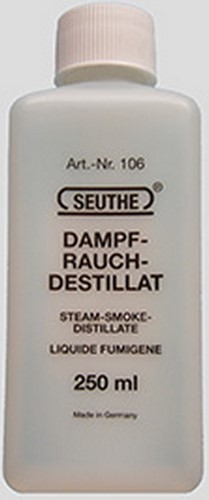 Art.-Nr. 106
SEUTHE®
DAMPF-
RAUCH-
DESTILLAT
STEAM-SMOKE-
DISTILLATE
LIQUIDE FUMIGENE
250 ml
Made in Germany